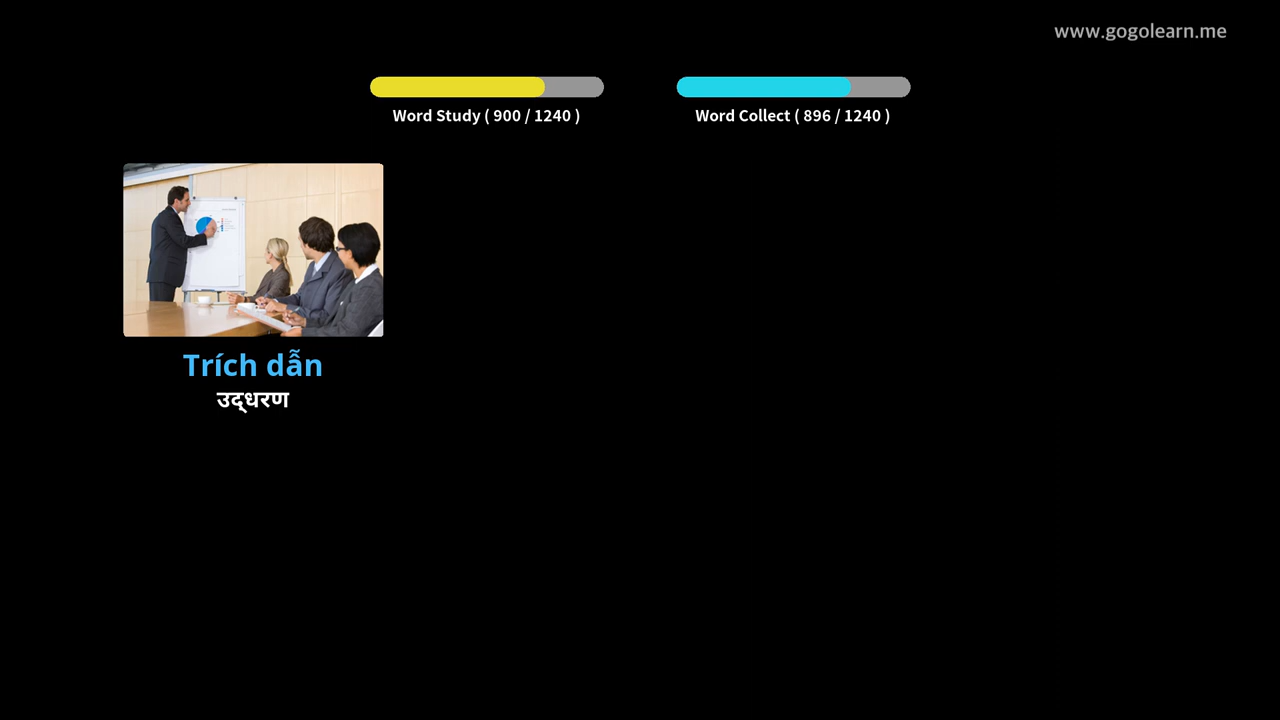 www.gogolearn.me
Word Study ( 900 / 1240 )
Word Collect ( 896 / 1240 )
Trích dẫn
उद्धरण